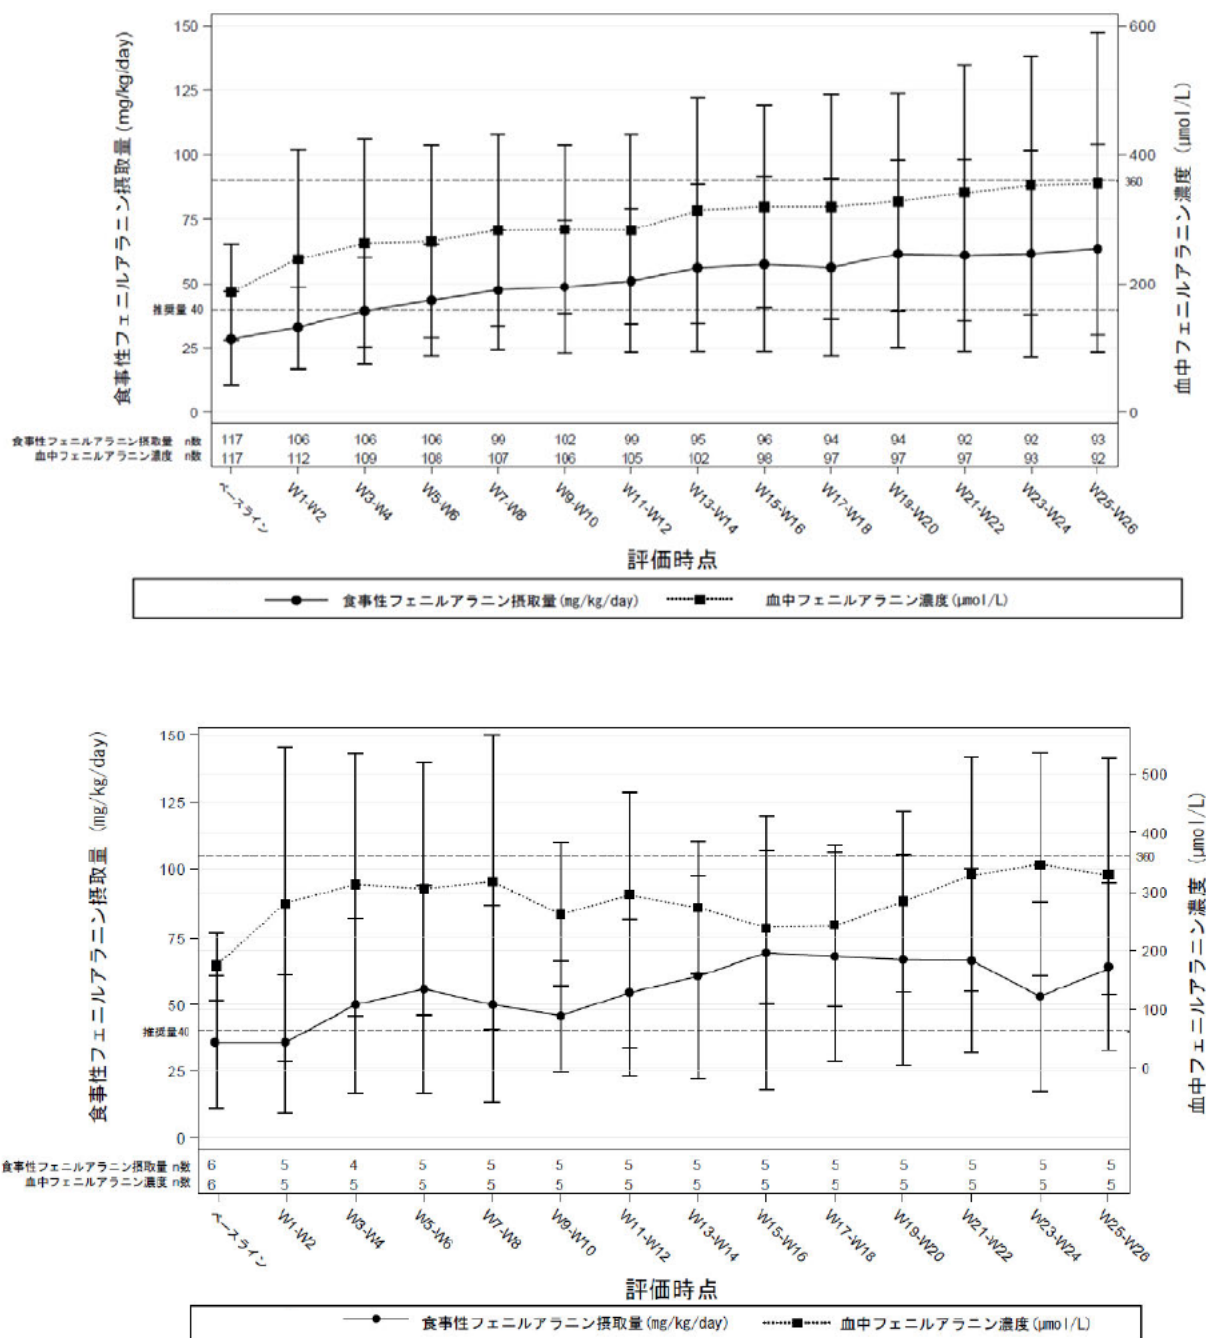 食事性フェニルアラニン摂取量 (mg/kg/day)
150
125
100
75
50
推奨量 40
25
0
600
400
360
200
0
血中フェニルアラニン濃度 (μmol/L)
食事性フェニルアラニン摂取量 n数 117 106 106 106 99 102 99 95 96 94 94 92 92 93
血中フェニルアラニン濃度 n数 117 112 109 108 107 106 105 102 98 97 97 97 93 92
ベースライン W1-W2 W3-W4 W5-W6 W7-W8 W9-W10 W11-W12 W13-W14 W15-W16 W17-W18 W19-W20 W21-W22 W23-W24 W25-W26
評価時点
食事性フェニルアラニン摂取量(mg/kg/day) 血中フェニルアラニン濃度(μmol/L)
食事性フェニルアラニン摂取量 (mg/kg/day)
150
125
100
75
50
推奨量40
25
0
500
400
360
300
200
100
0
血中フェニルアラニン濃度 (μmol/L)
食事性フェニルアラニン摂取量 n数 6 5 4 5 5 5 5 5 5 5 5 5 5 5
血中フェニルアラニン濃度 n数 6 5 5 5 5 5 5 5 5 5 5 5 5 5
ベースライン W1-W2 W3-W4 W5-W6 W7-W8 W9-W10 W11-W12 W13-W14 W15-W16 W17-W18 W19-W20 W21-W22 W23-W24 W25-W26
評価時点
食事性フェニルアラニン摂取量(mg/kg/day) 血中フェニルアラニン濃度(μmol/L)